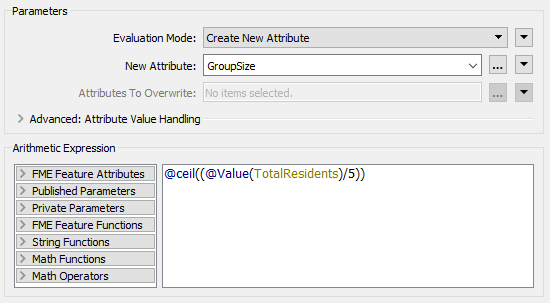 Parameters
Evaluation Mode: Create New Attribute
New Attribute: GroupSize ...
Attributes To Overwrite: No items selected. ...
Advanced: Attribute Value Handling
Arithmetic Expression
FME Feature Attributes @ceil((@Value(TotalResidents)/5))
Published Parameters
Private Parameters
FME Feature Functions
String Functions
Math Functions
Math Operators